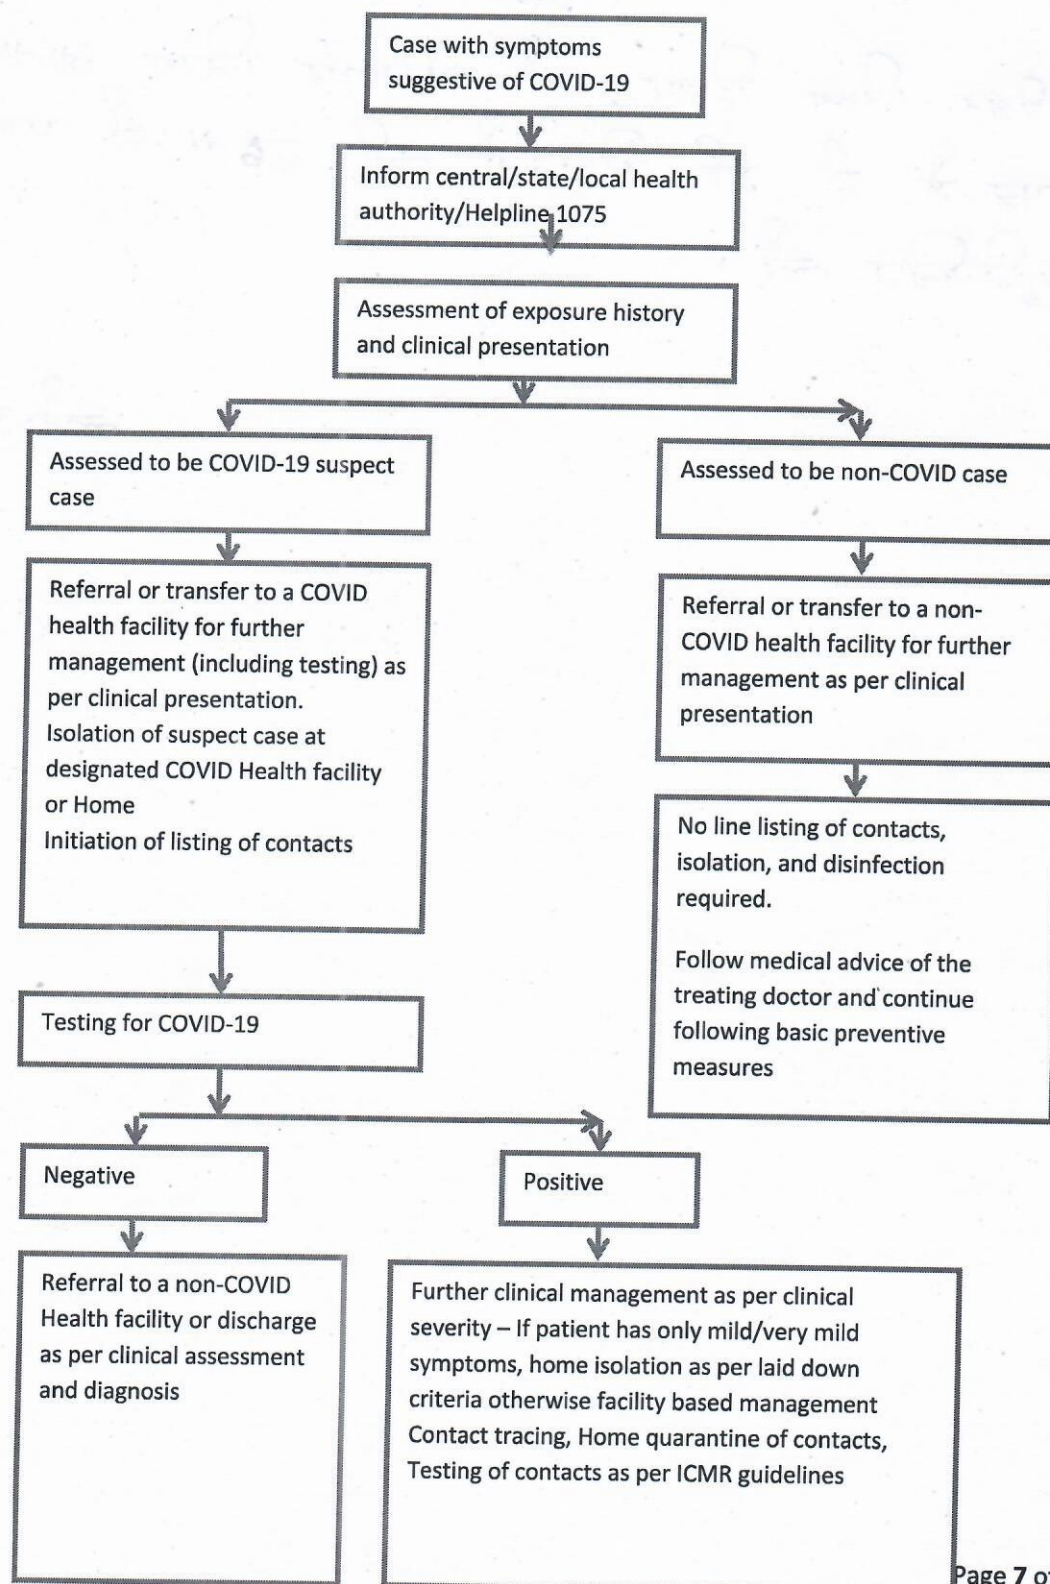 Case with symptoms
suggestive of COVID-19
Inform central/state/local health
authority/Helpline 1075
Assessment of exposure history
and clinical presentation
Assessed to be COVID-19 suspect
case
Assessed to be non-COVID case
Referral or transfer to a COVID
health facility for further
management (including testing) as
per clinical presentation.
Isolation of suspect case at
designated COVID Health facility
or Home
Initiation of listing of contacts
Referral or transfer to a non-
COVID health facility for further
management as per clinical
presentation
No line listing of contacts,
isolation, and disinfection
required.
Follow medical advice of the
treating doctor and continue
following basic preventive
measures
Testing for COVID-19
Negative
Positive
Referral to a non-COVID
Health facility or discharge
as per clinical assessment
and diagnosis
Further clinical management as per clinical
severity – If patient has only mild/very mild
symptoms, home isolation as per laid down
criteria otherwise facility based management
Contact tracing, Home quarantine of contacts,
Testing of contacts as per ICMR guidelines
Page 7 of